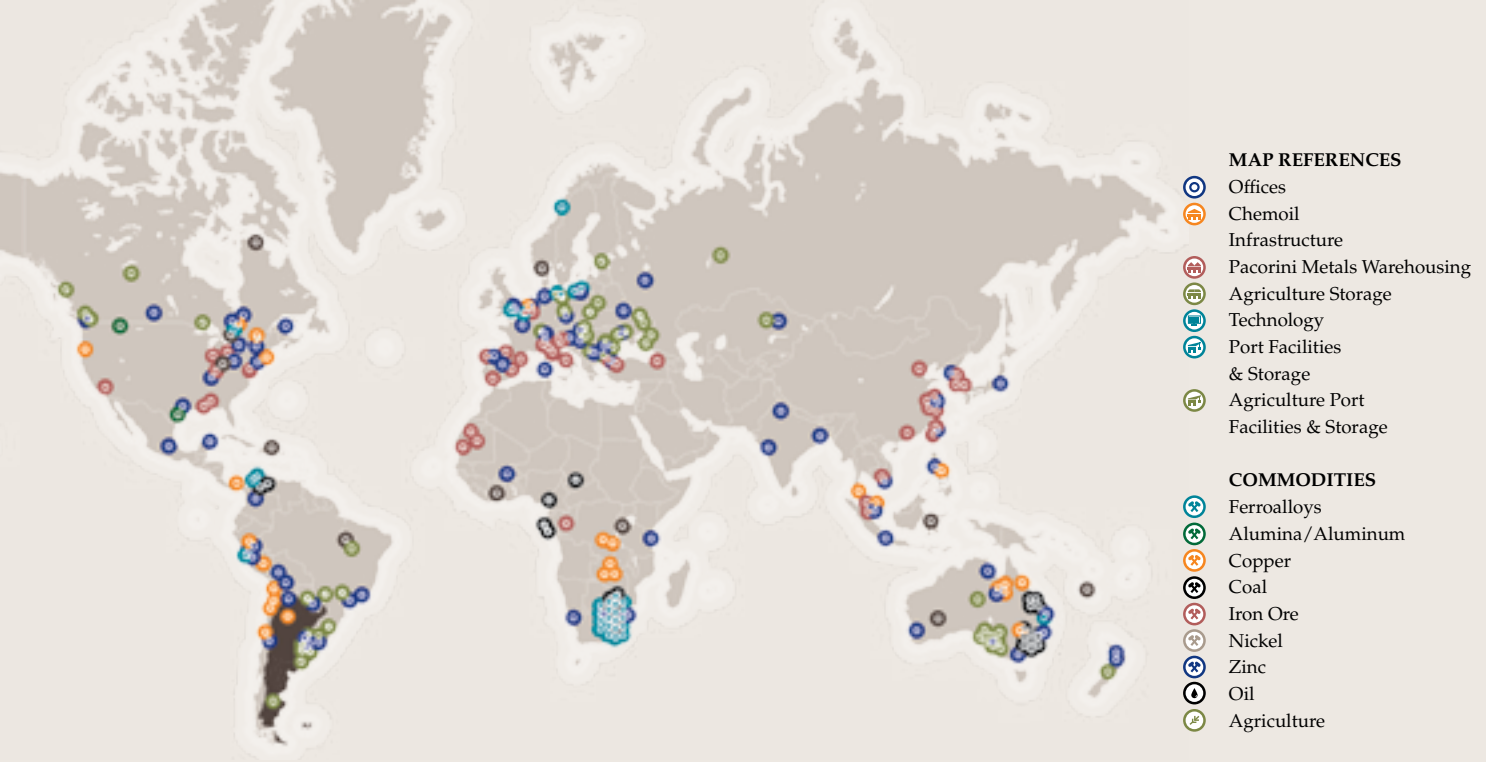 MAP REFERENCES
Offices
Chemoil
Infrastructure
Pacorini Metals Warehousing
Agriculture Storage
Technology
Port Facilities
& Storage
Agriculture Port
Facilities & Storage
COMMODITIES
Ferroalloys
Alumina/Aluminum
Copper
Coal
Iron Ore
Nickel
Zinc
Oil
Agriculture